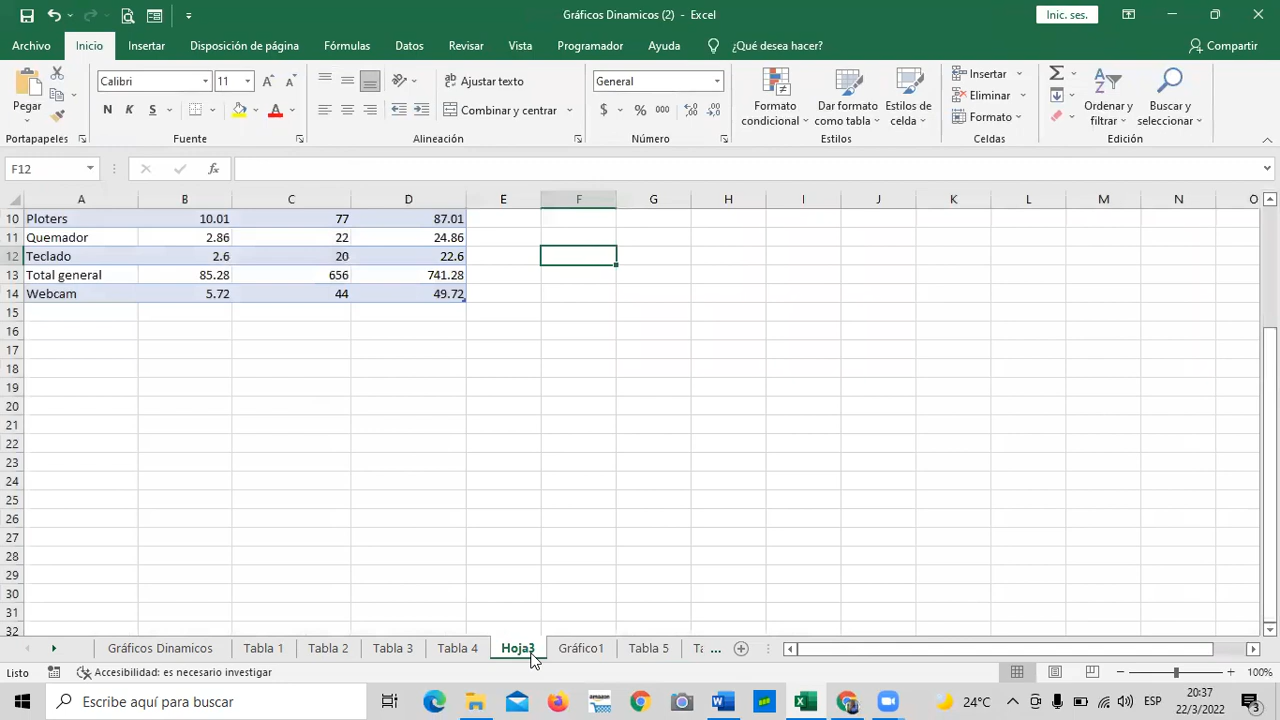 Gráficos Dinamicos (2) - Excel
Inic. ses.
Archivo Inicio Insertar Disposición de página Fórmulas Datos Revisar Vista Programador Ayuda ¿Qué desea hacer? Compartir
Pegar
Calibri 11
N K S
Ajustar texto
Combinar y centrar
General
$ % 000
Formato condicional
Dar formato como tabla
Estilos de celda
Insertar
Eliminar
Formato
Ordenar y filtrar
Buscar y seleccionar
Portapapeles Fuente Alineación Número Estilos Celdas Edición
F12 fx
A B C D E F G H I J K L M N O
10 Ploters 10.01 77 87.01
11 Quemador 2.86 22 24.86
12 Teclado 2.6 20 22.6
13 Total general 85.28 656 741.28
14 Webcam 5.72 44 49.72
15
16
17
18
19
20
21
22
23
24
25
26
27
28
29
30
31
32
Gráficos Dinamicos Tabla 1 Tabla 2 Tabla 3 Tabla 4 Hoja3 Gráfico1 Tabla 5 Ta ...
Listo Accesibilidad: es necesario investigar 100%
Escribe aquí para buscar
24°C
ESP
20:37
22/3/2022
3